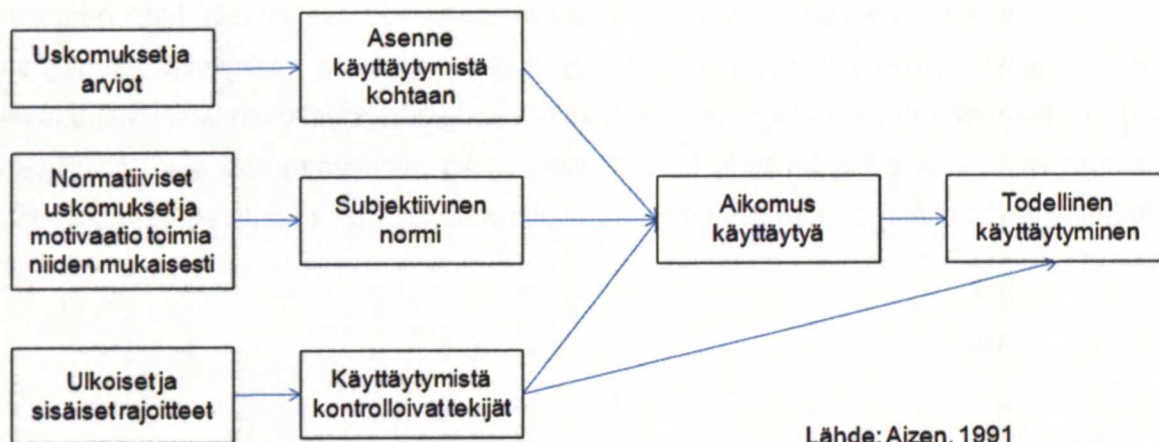 Uskomukset ja
arviot
Asenne
käyttäytymistä
kohtaan
Normatiiviset
uskomukset ja
motivaatio toimia
niiden mukaisesti
Subjektiivinen
normi
Aikomus
käyttäytyä
Todellinen
käyttäytyminen
Ulkoiset ja
sisäiset rajoitteet
Käyttäytymistä
kontrolloivat tekijät
Lähde: Ajzen, 1991